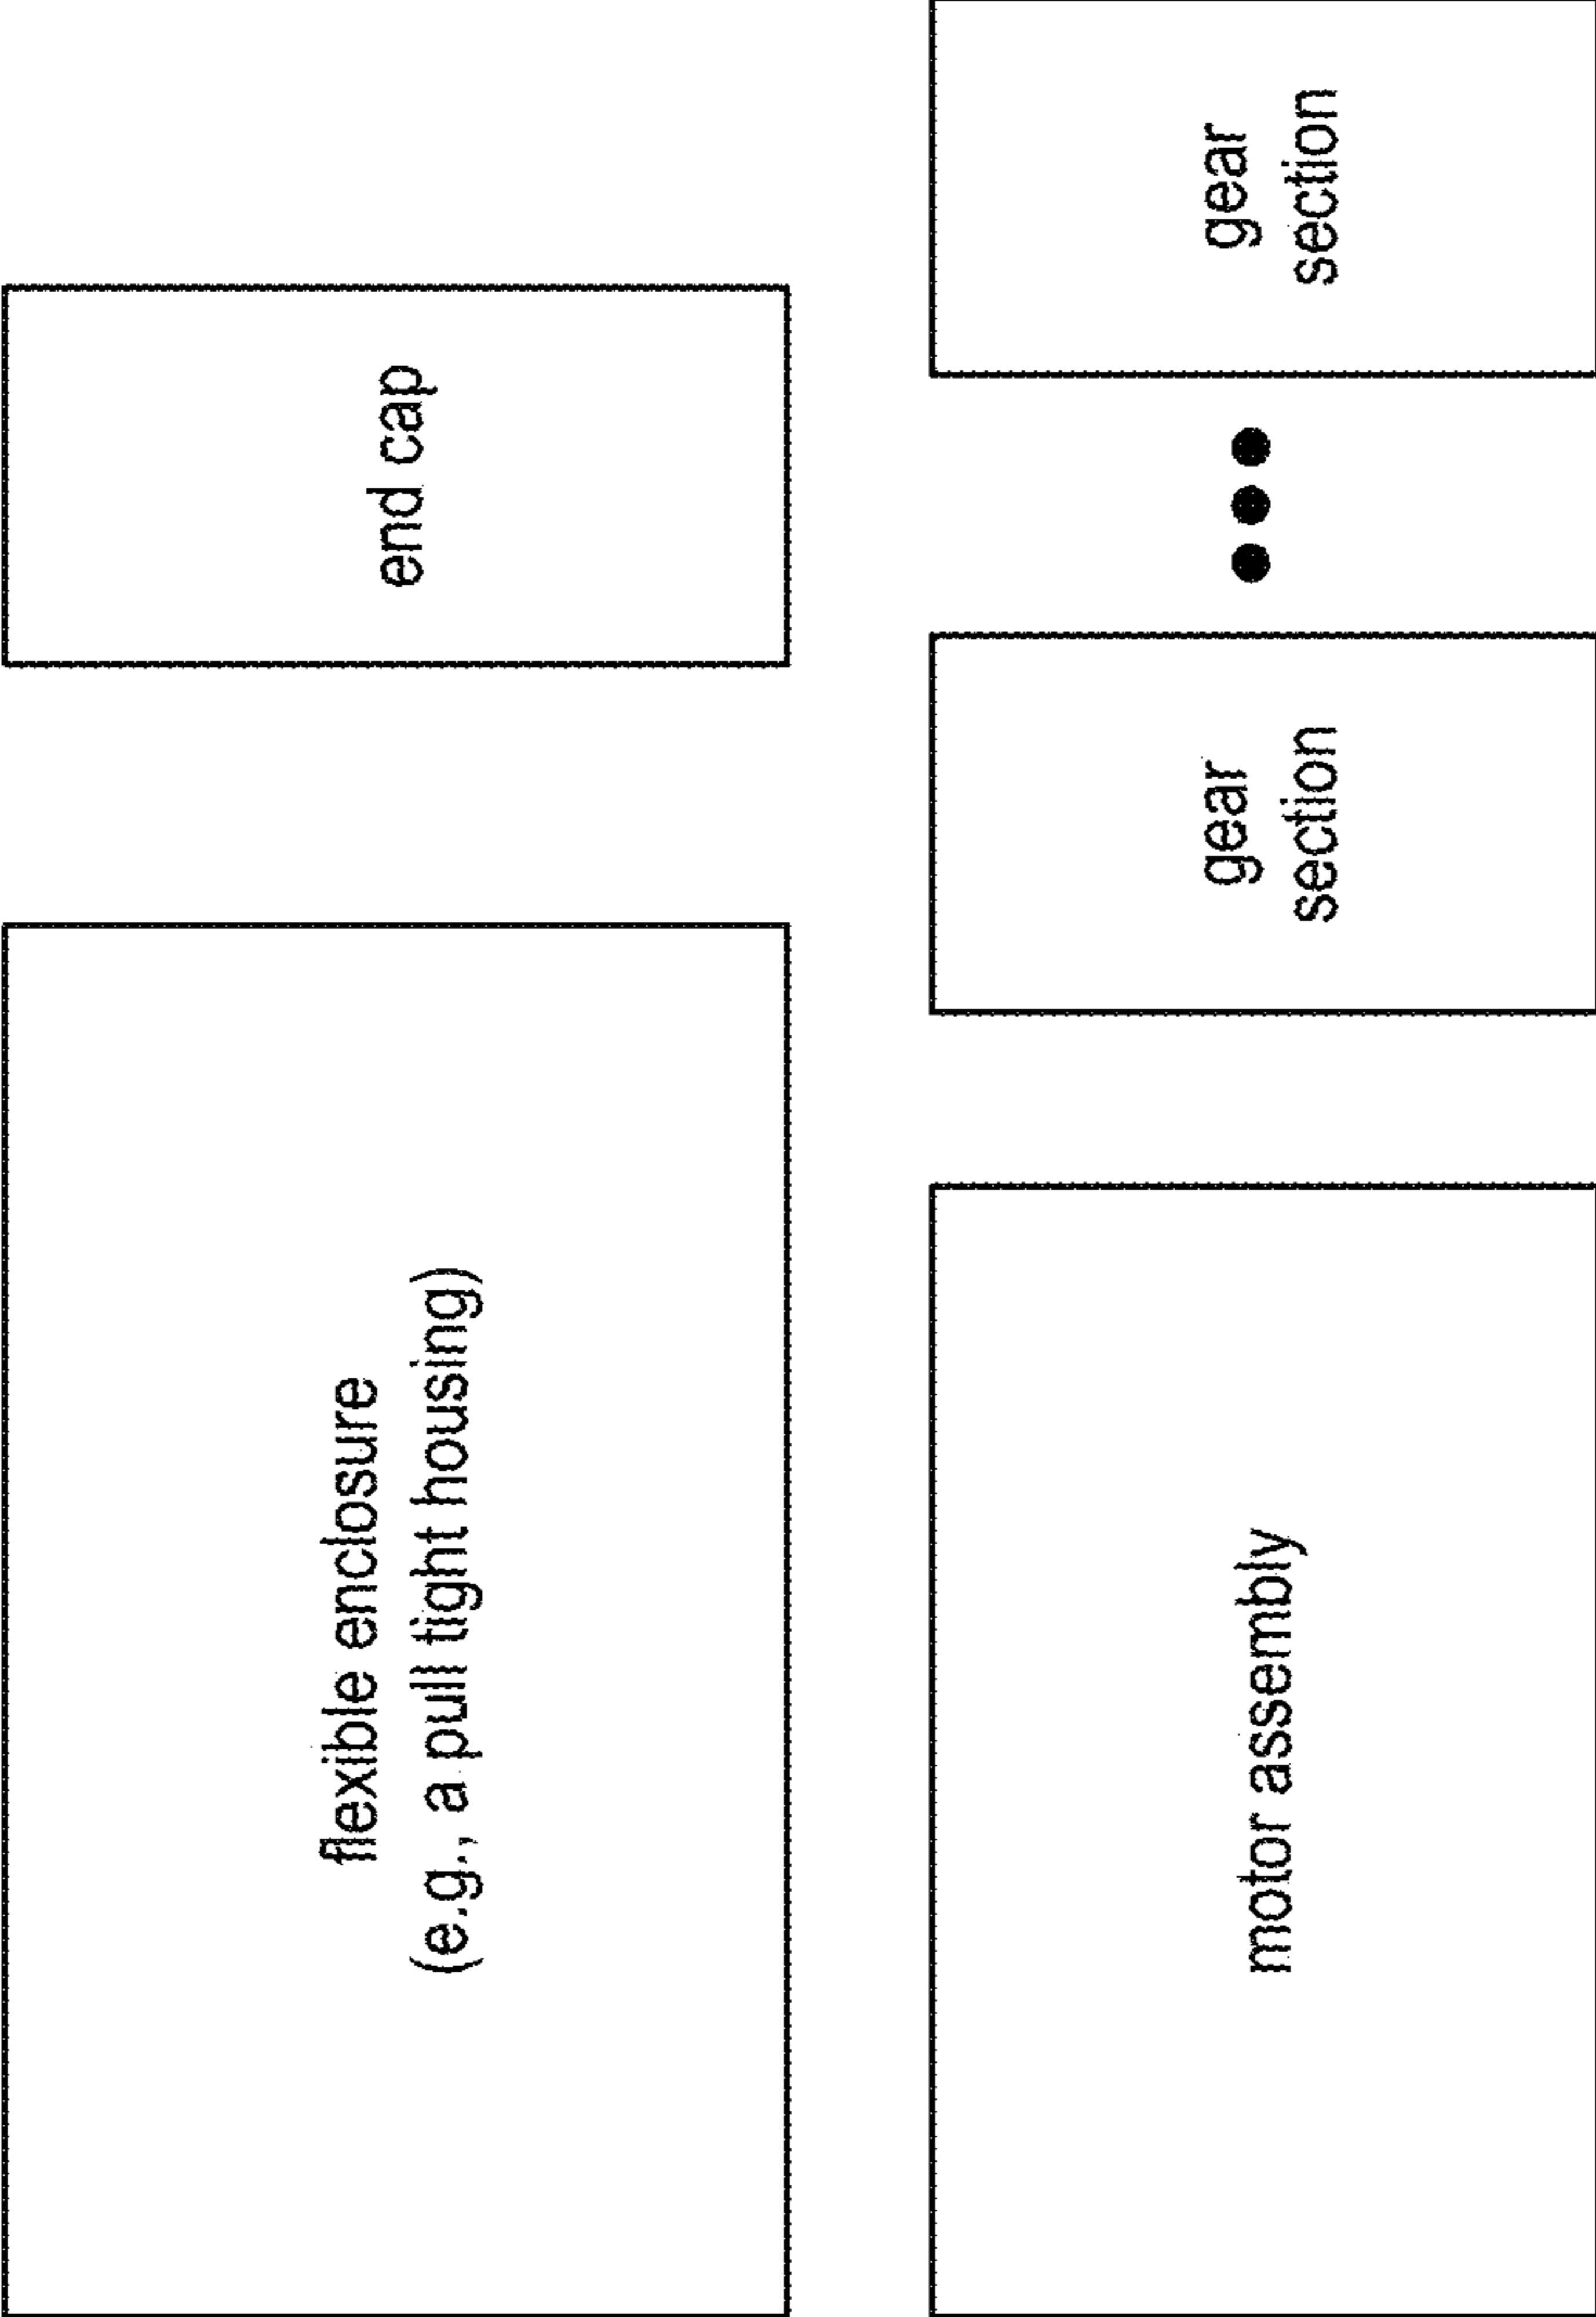 flexible enclosure
(e.g., a pull tight housing)
end cap
motor assembly
gear
section
gear
section